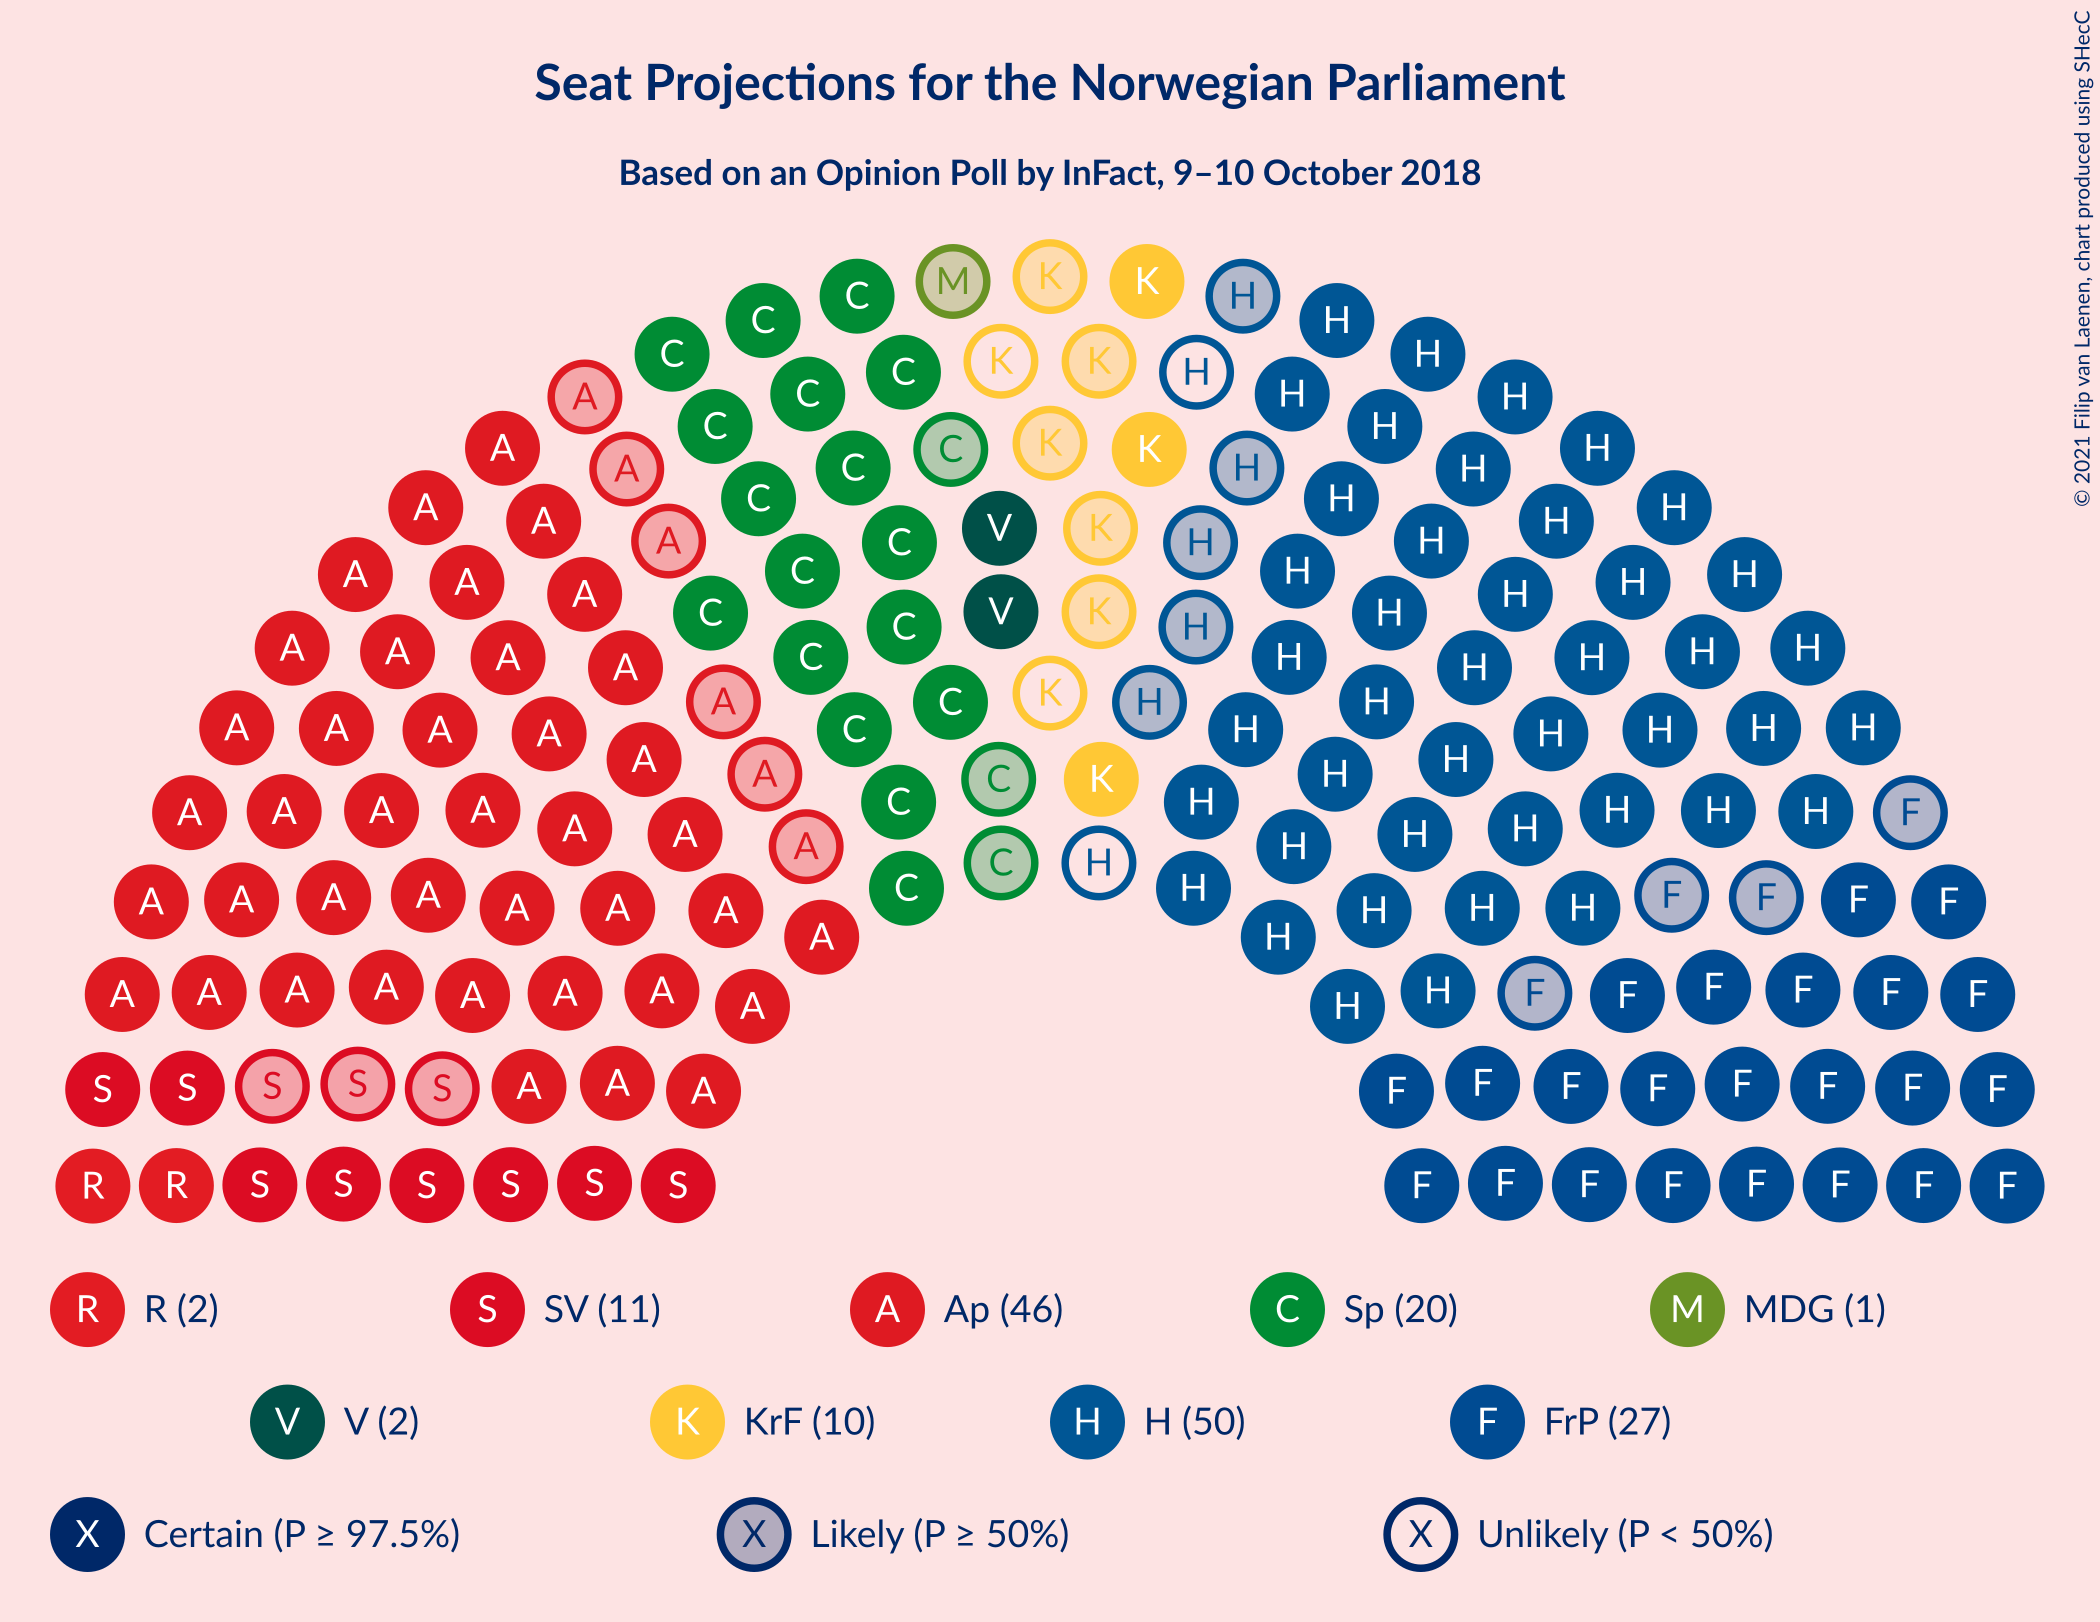 Seat Projections for the Norwegian Parliament
Based on an Opinion Poll by InFact, 9–10 October 2018
© 2021 Filip van Laenen, chart produced using SHecC
C M K K H
C H
C C K K H H
A C H H
C H
A C K K H
A C H H
A C H H
A V K H
A C H H
A A C H H H
A H
C V K H
C H
A A A C H H H H
A H
A C K H H
A A A A C H H H H H
A A C K H H
A A A A C H H H H F
A A A H H H
C H
A A A A A A A C H H H H F F F F
A H
A A A A A A A A H H F F F F F F
S S S S S A A A F F F F F F F F
R R S S S S S S F F F F F F F F
R R (2) S SV (11) A Ap (46) C Sp (20) M MDG (1)
V V (2) K KrF (10) H H (50) F FrP (27)
X Certain (P ≥ 97.5%) X Likely (P ≥ 50%) X Unlikely (P < 50%)